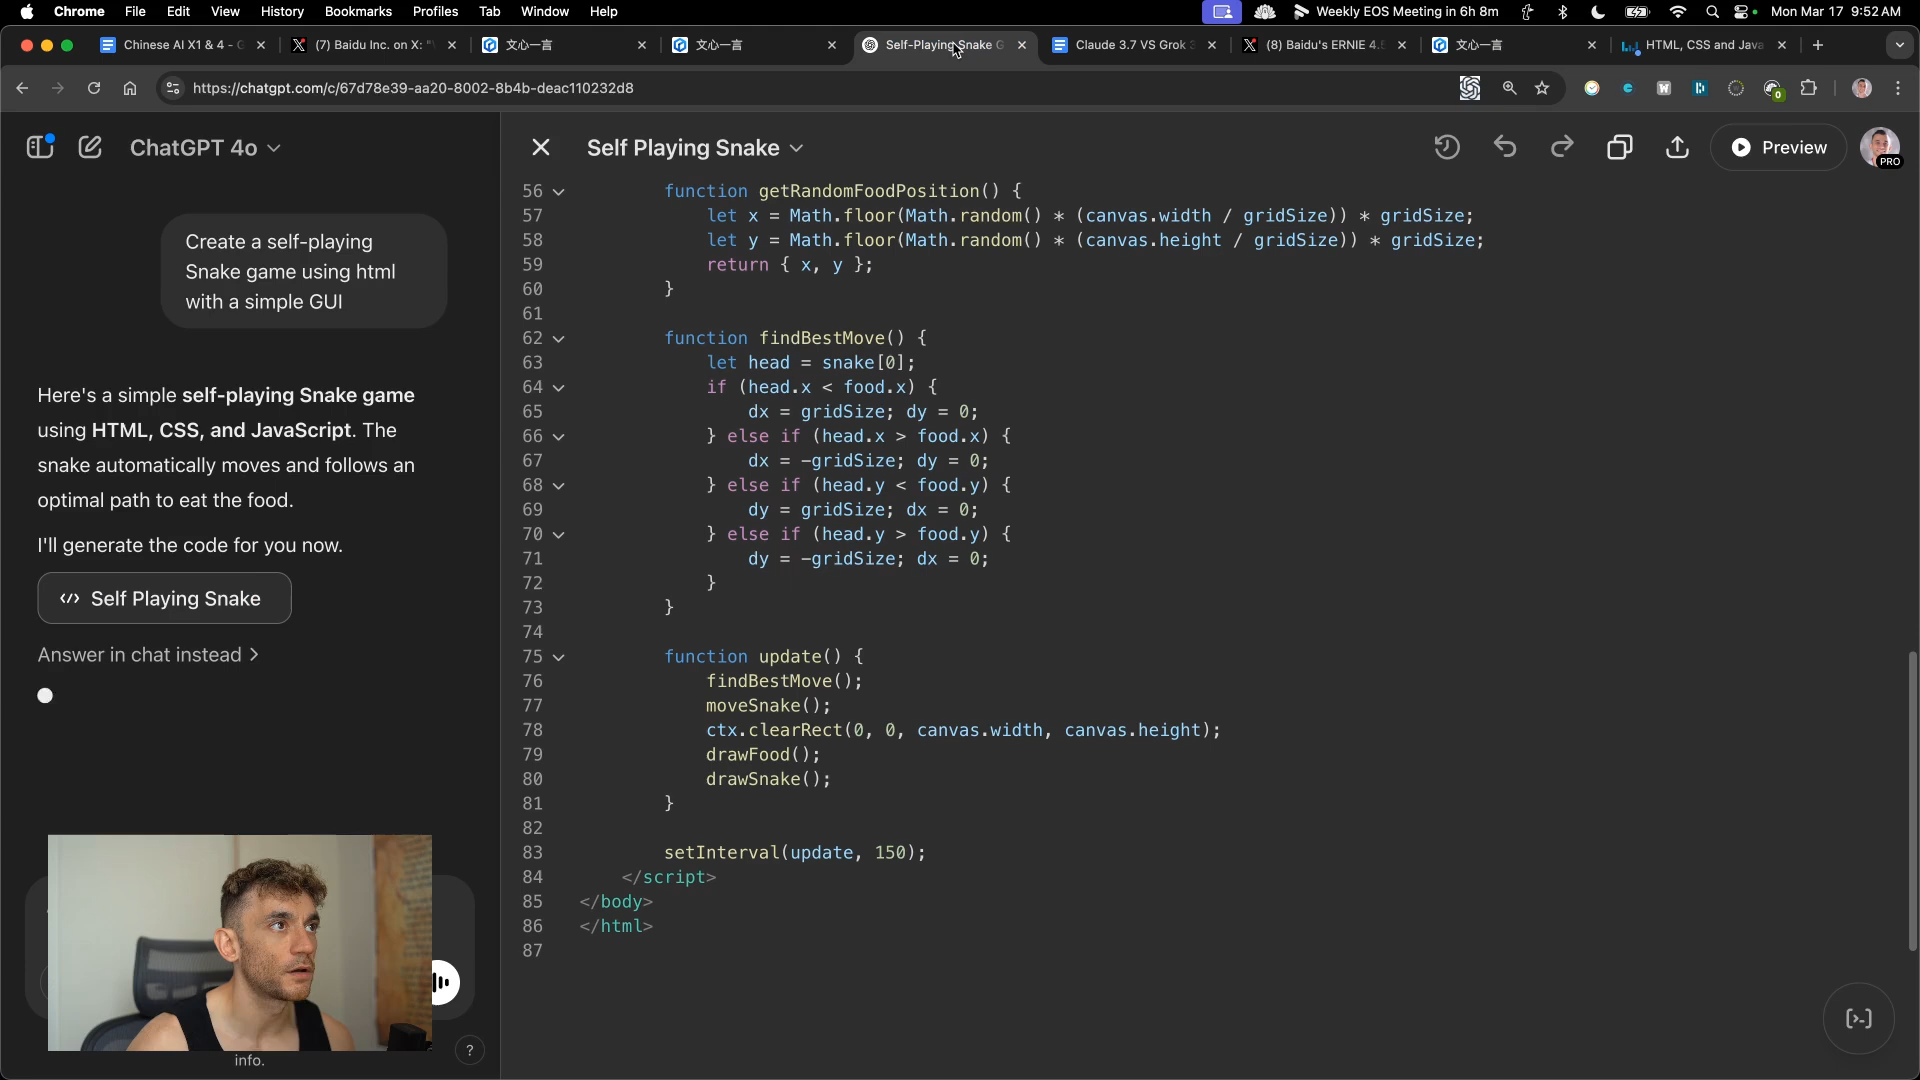 Chrome File Edit View History Bookmarks Profiles Tab Window Help Weekly EOS Meeting in 6h 8m Mon Mar 17 9:52 AM
Chinese AI X1 & 4 - G (7) Baidu Inc. on X: " 文心一言 文心一言 Self-Playing Snake G Claude 3.7 VS Grok 3 (8) Baidu's ERNIE 4.5 文心一言 HTML, CSS and Java
https://chatgpt.com/c/67d78e39-aa20-8002-8b4b-deac110232d8
ChatGPT 4o
Create a self-playing
Snake game using html
with a simple GUI
Here's a simple self-playing Snake game
using HTML, CSS, and JavaScript. The
snake automatically moves and follows an
optimal path to eat the food.
I'll generate the code for you now.
</> Self Playing Snake
Answer in chat instead >
info.
?
Self Playing Snake
Preview
PRO
56 function getRandomFoodPosition() {
57 let x = Math.floor(Math.random() * (canvas.width / gridSize)) * gridSize;
58 let y = Math.floor(Math.random() * (canvas.height / gridSize)) * gridSize;
59 return { x, y };
60 }
61
62 function findBestMove() {
63 let head = snake[0];
64 if (head.x < food.x) {
65 dx = gridSize; dy = 0;
66 } else if (head.x > food.x) {
67 dx = -gridSize; dy = 0;
68 } else if (head.y < food.y) {
69 dy = gridSize; dx = 0;
70 } else if (head.y > food.y) {
71 dy = -gridSize; dx = 0;
72 }
73 }
74
75 function update() {
76 findBestMove();
77 moveSnake();
78 ctx.clearRect(0, 0, canvas.width, canvas.height);
79 drawFood();
80 drawSnake();
81 }
82
83 setInterval(update, 150);
84 </script>
85 </body>
86 </html>
87